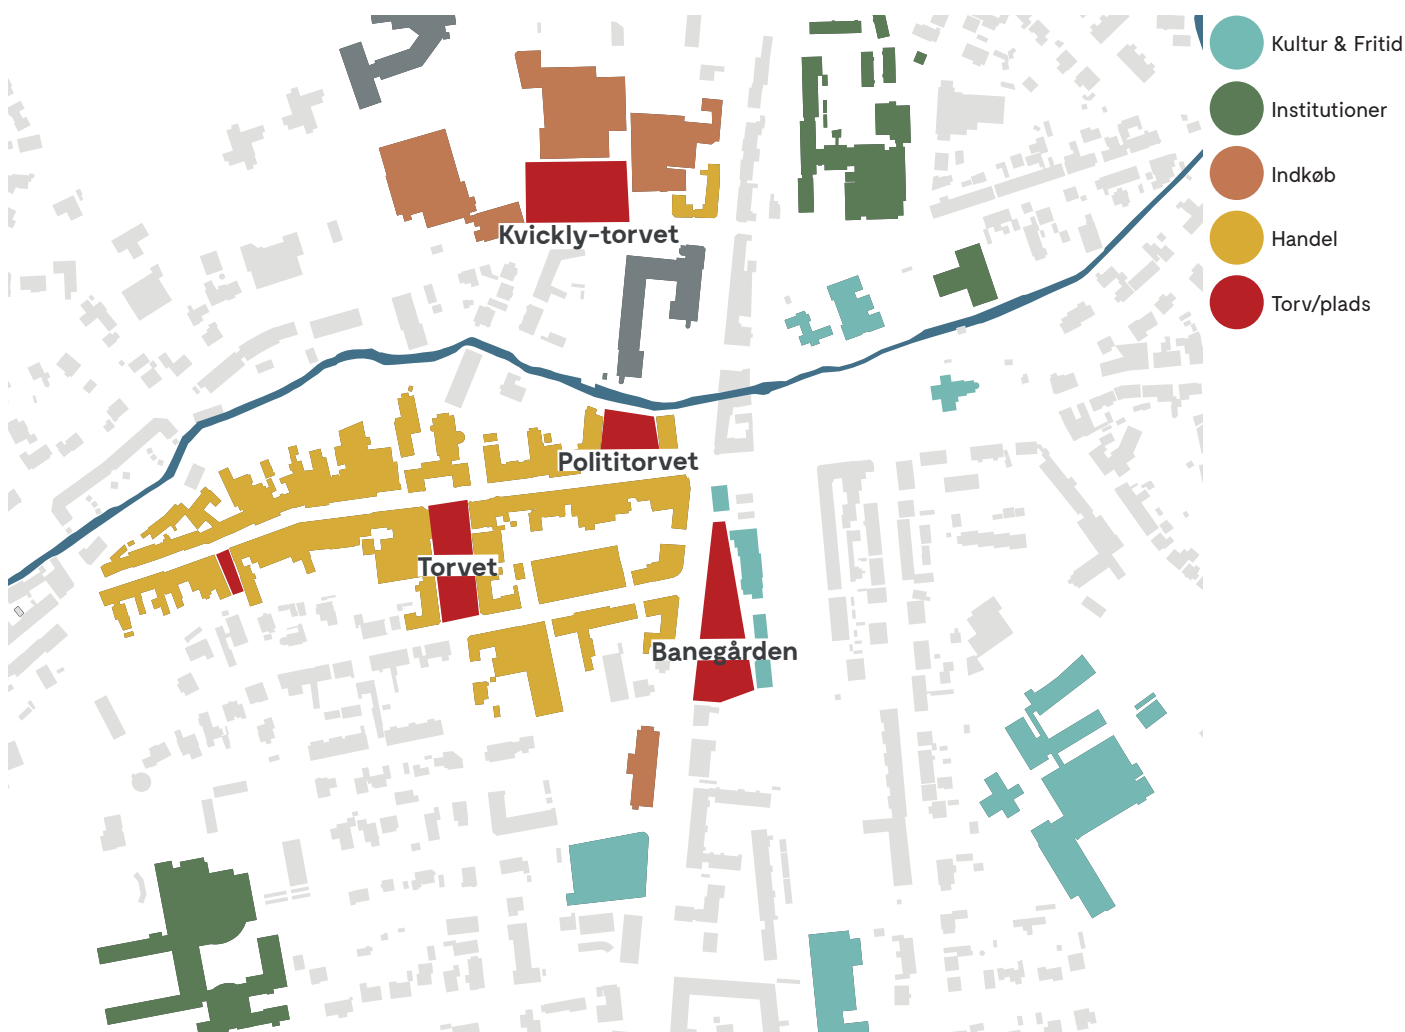 Kultur & Fritid
Institutioner
Indkøb
Handel
Torv/plads
Kvickly-torvet
Polititorvet
Torvet
Banegården